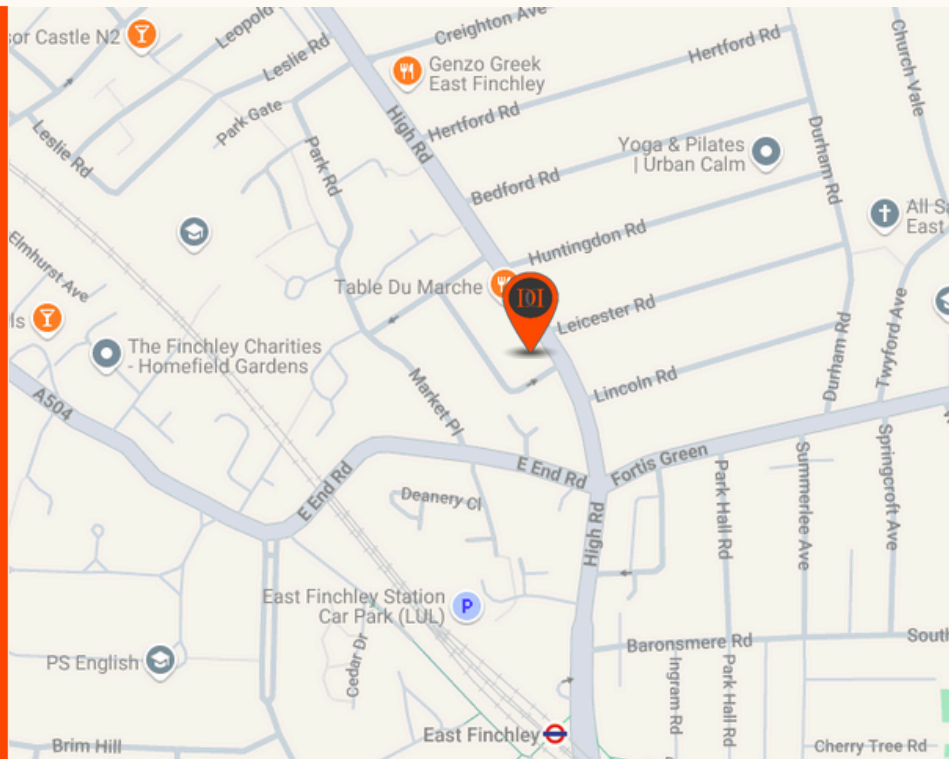 sor Castle N2
Leopold
Creighton Ave
Leslie Rd
Genzo Greek
East Finchley
Hertford Rd
Church Vale
Park Gate
High Rd
Hertford Rd
Leslie Rd
Park Rd
Yoga & Pilates
| Urban Calm
Durham Rd
Bedford Rd
All
East
Elmhurst Ave
Huntingdon Rd
Table Du Marche
Leicester Rd
ls
The Finchley Charities
- Homefield Gardens
Durham Rd
Twyford Ave
A504
Market Pl
Lincoln Rd
E End Rd
E End Rd
Fortis Green
Deanery Cl
Park Hall Rd
Summerlee Ave
Springcroft Ave
High Rd
East Finchley Station
Car Park (LUL)
P
Baronsmere Rd
South
PS English
Cedar Dr
Ingram Rd
Park Hall Rd
East Finchley
Brim Hill
Cherry Tree Rd